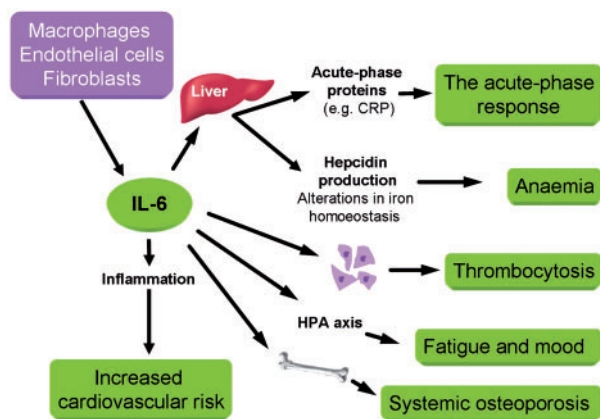 Macrophages
Endothelial cells
Fibroblasts
Liver
Acute-phase
proteins
(e.g. CRP)
The acute-phase
response
Hepcidin
production
Alterations in iron
homoeostasis
Anaemia
IL-6
Thrombocytosis
Inflammation
HPA axis
Fatigue and mood
Increased
cardiovascular risk
Systemic osteoporosis